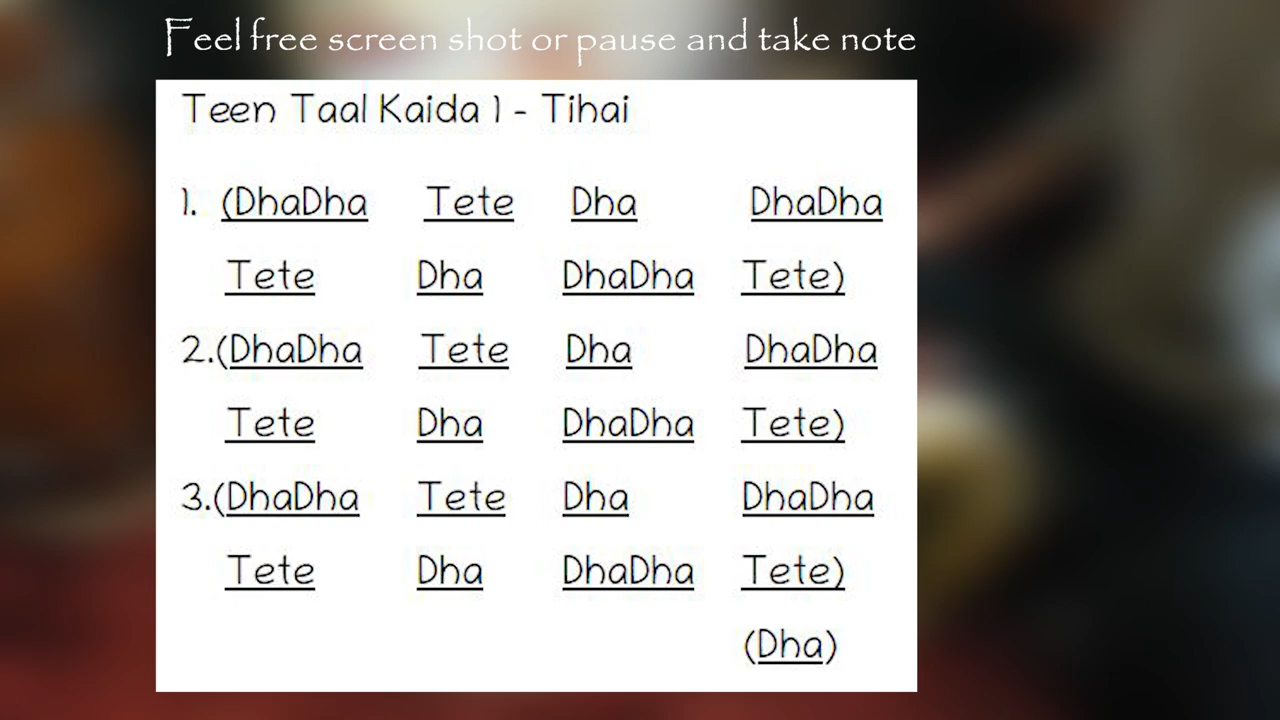 Feel free screen shot or pause and take note
Teen Taal Kaida 1 - Tihai
1. (DhaDha Tete Dha DhaDha
Tete Dha DhaDha Tete)
2.(DhaDha Tete Dha DhaDha
Tete Dha DhaDha Tete)
3.(DhaDha Tete Dha DhaDha
Tete Dha DhaDha Tete)
(Dha)